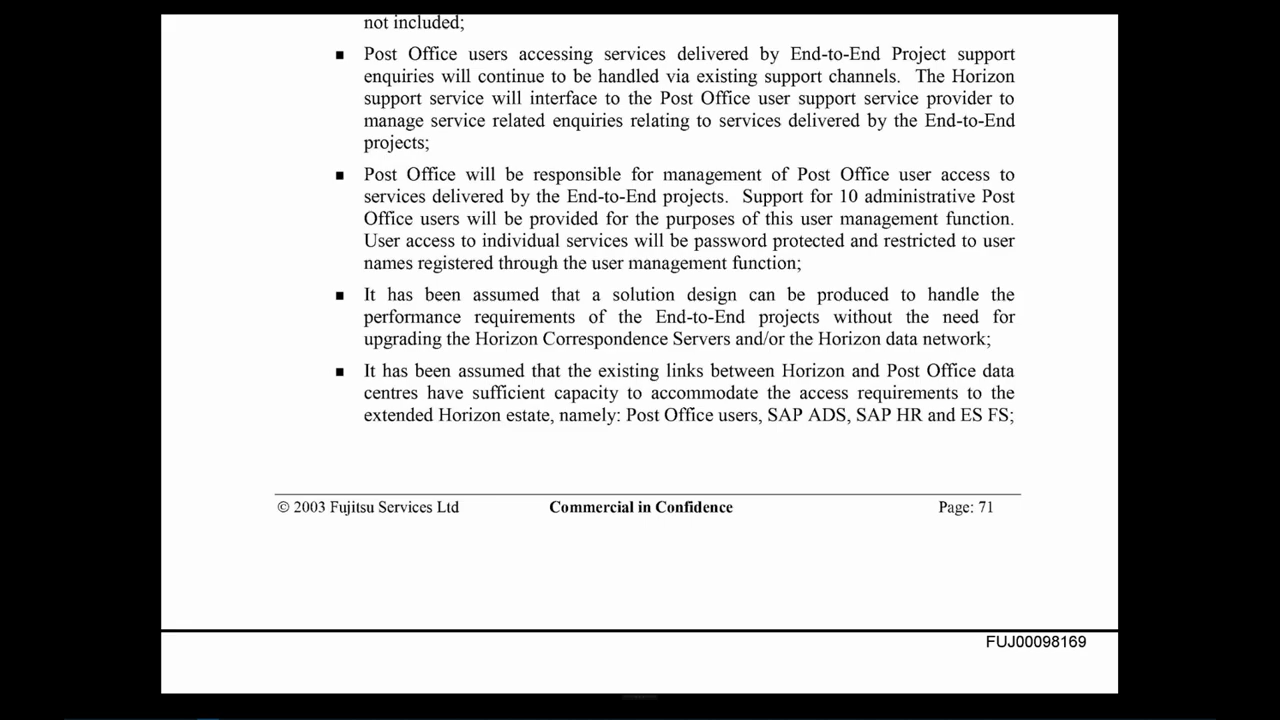 not included;
■ Post Office users accessing services delivered by End-to-End Project support
enquiries will continue to be handled via existing support channels. The Horizon
support service will interface to the Post Office user support service provider to
manage service related enquiries relating to services delivered by the End-to-End
projects;
■ Post Office will be responsible for management of Post Office user access to
services delivered by the End-to-End projects. Support for 10 administrative Post
Office users will be provided for the purposes of this user management function.
User access to individual services will be password protected and restricted to user
names registered through the user management function;
■ It has been assumed that a solution design can be produced to handle the
performance requirements of the End-to-End projects without the need for
upgrading the Horizon Correspondence Servers and/or the Horizon data network;
■ It has been assumed that the existing links between Horizon and Post Office data
centres have sufficient capacity to accommodate the access requirements to the
extended Horizon estate, namely: Post Office users, SAP ADS, SAP HR and ES FS;
© 2003 Fujitsu Services Ltd Commercial in Confidence Page: 71
FUJ00098169